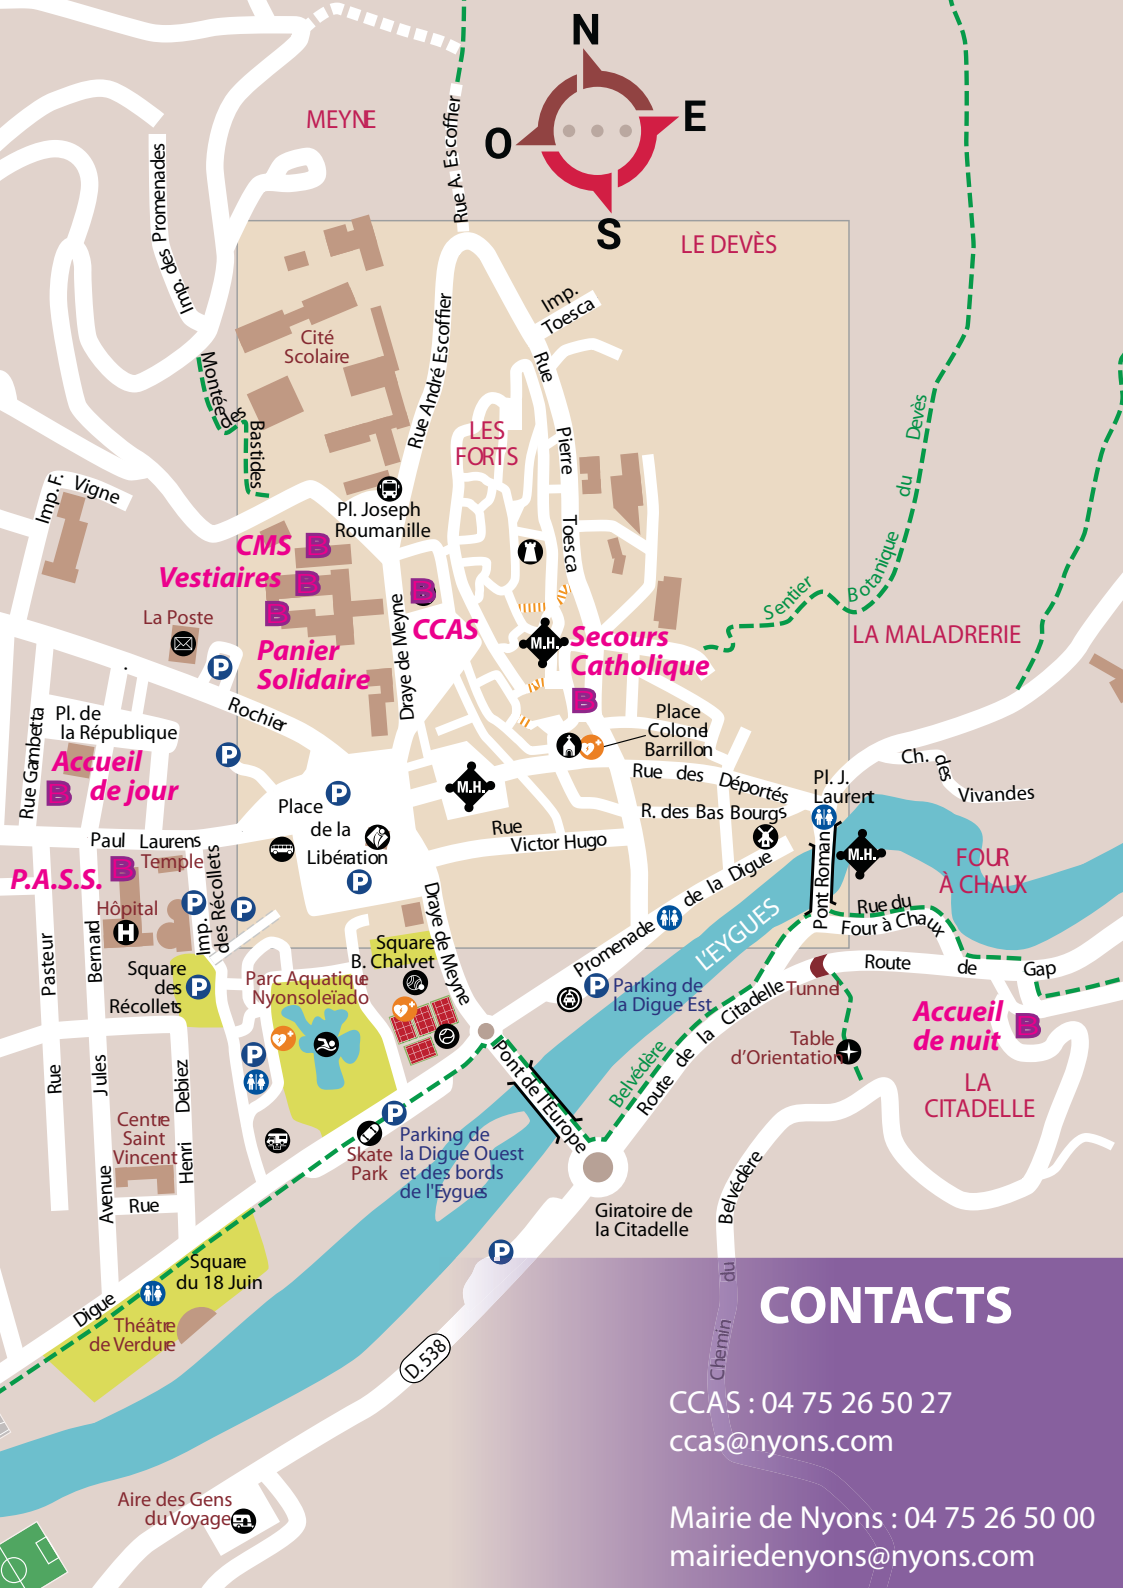 N
E
O
S
MEYNE
LE DEVÈS
Rue A. Escoffier
Imp. des Promenades
Imp.
Toesca
Cité
Scolaire
Rue André Escoffier
Rue
Pierre
Toesca
Montée des
Bastides
LES
FORTS
Sentier
Botanique
du
Devès
Imp. F. Vigne
Pl. Joseph
Roumanille
CMS B
Vestiaires B
B
B
La Poste
CCAS
Draye de Meyne
M.H.
Secours
Catholique
B
LA MALADRERIE
Panier
Solidaire
P
Rochier
Pl. de
la République
Rue Gambetta
Accueil
B de jour
P
P
Place
de la
Libération
P
M.H.
Place
Colonel
Barrillon
Rue des Déportés
R. des Bas Bourgs
Pl. J.
Laurent
Ch. des
Vivandes
Rue
Victor Hugo
Paul Laurens
Temple
P.A.S.S. B
Hôpital
H
P
P
Imp.
des Récollets
M.H.
Pont Roman
FOUR
À CHAUX
Rue du
Four à Chaux
Promenade de la Digue
L'EYGUES
Draye de Meyne
Square
B. Chalvet
Pasteur
Bernard
Square
des
Récollets
P
Parc Aquatique
Nyonsoleïado
P
Parking de
la Digue Est
Route de Gap
Tunnel
Route de la Citadelle
Belvédère
Accueil
de nuit B
Table
d'Orientation
LA
CITADELLE
Pont de l'Europe
P
Rue
Jules
Debiez
Centre
Saint
Vincent
Henri
Avenue
Rue
P
Skate
Park
Parking de
la Digue Ouest
et des bords
de l'Eygues
Giratoire de
la Citadelle
P
Belvédère
du
Chemin
Square
du 18 Juin
Digue
Théâtre
de Verdure
D.538
Aire des Gens
du Voyage
CONTACTS
CCAS : 04 75 26 50 27
ccas@nyons.com
Mairie de Nyons : 04 75 26 50 00
mairiedenyons@nyons.com